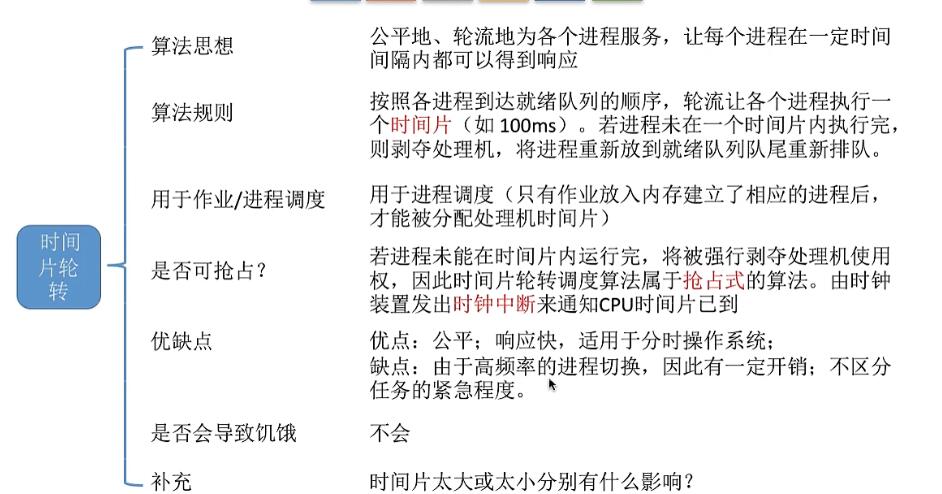 时间
片轮
转
算法思想
公平地、轮流地为各个进程服务，让每个进程在一定时间
间隔内都可以得到响应
算法规则
按照各进程到达就绪队列的顺序，轮流让各个进程执行一
个时间片（如 100ms）。若进程未在一个时间片内执行完，
则剥夺处理机，将进程重新放到就绪队列队尾重新排队。
用于作业/进程调度
用于进程调度（只有作业放入内存建立了相应的进程后，
才能被分配处理机时间片）
是否可抢占？
若进程未能在时间片内运行完，将被强行剥夺处理机使用
权，因此时间片轮转调度算法属于抢占式的算法。由时钟
装置发出时钟中断来通知CPU时间片已到
优缺点
优点：公平；响应快，适用于分时操作系统；
缺点：由于高频率的进程切换，因此有一定开销；不区分
任务的紧急程度。
是否会导致饥饿
不会
补充
时间片太大或太小分别有什么影响？